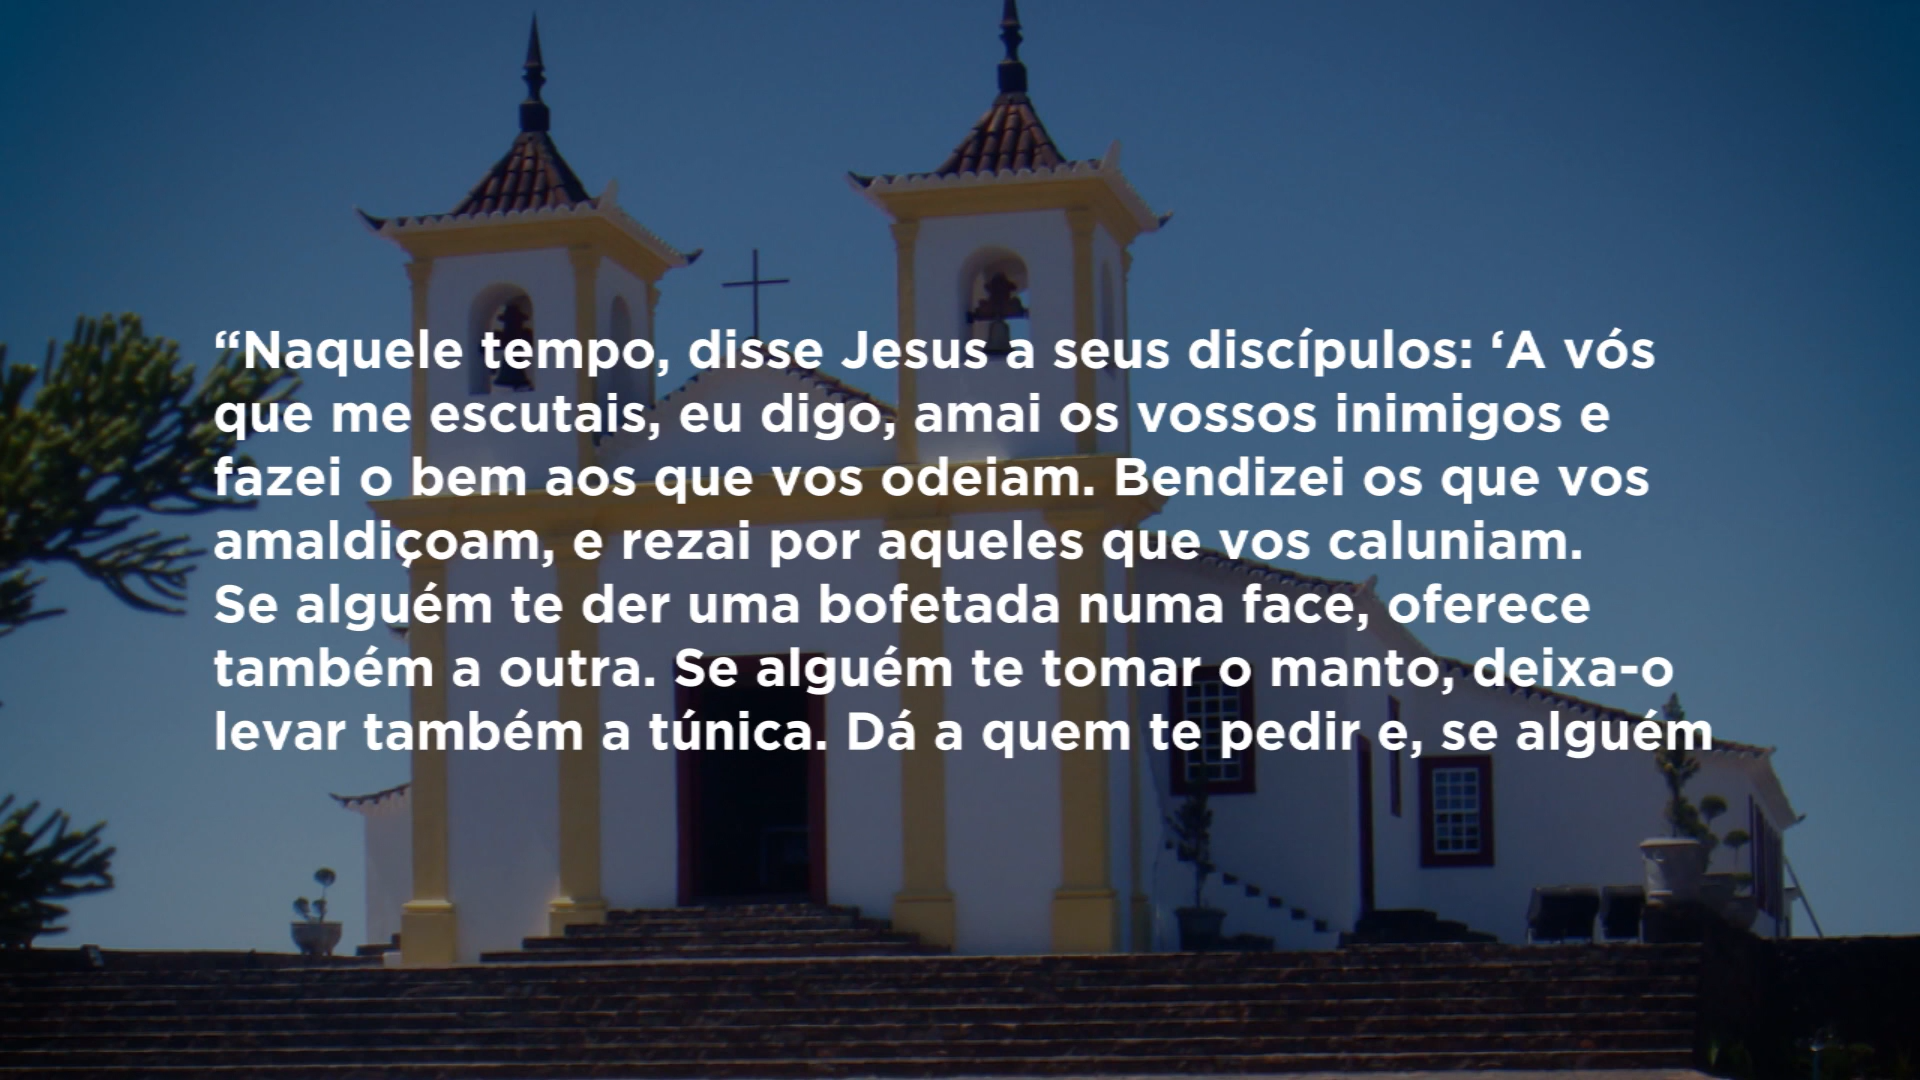 “Naquele tempo, disse Jesus a seus discípulos: ‘A vós
que me escutais, eu digo, amai os vossos inimigos e
fazei o bem aos que vos odeiam. Bendizei os que vos
amaldiçoam, e rezai por aqueles que vos caluniam.
Se alguém te der uma bofetada numa face, oferece
também a outra. Se alguém te tomar o manto, deixa-o
levar também a túnica. Dá a quem te pedir e, se alguém